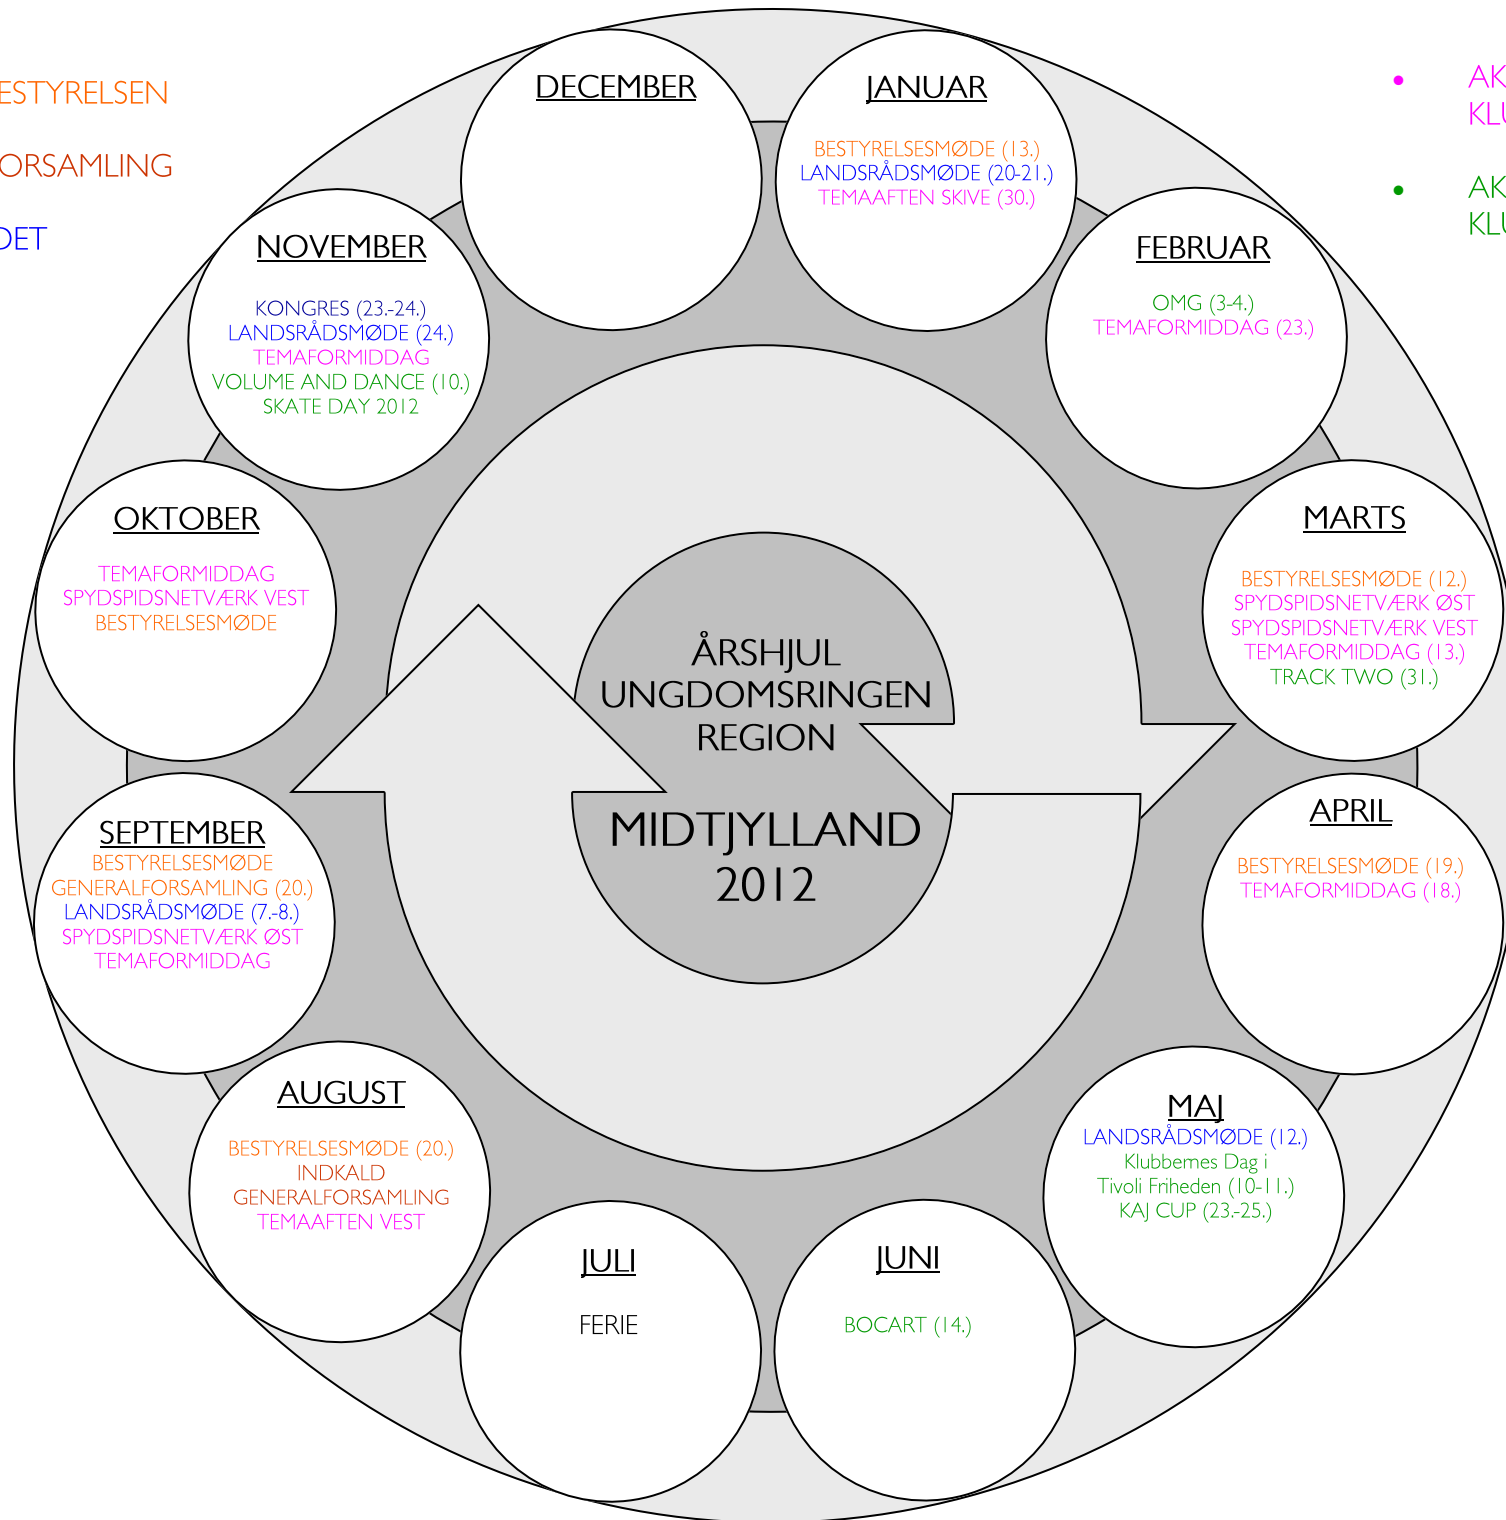 ESTYRELSEN
ORSAMLING
DET
AK
KLU
AK
KLU
DECEMBER
JANUAR
BESTYRELSESMØDE (13.)
LANDSRÅDSMØDE (20-21.)
TEMAAFTEN SKIVE (30.)
FEBRUAR
OMG (3-4.)
TEMAFORMIDDAG (23.)
MARTS
BESTYRELSESMØDE (12.)
SPYDSPIDSNETVÆRK ØST
SPYDSPIDSNETVÆRK VEST
TEMAFORMIDDAG (13.)
TRACK TWO (31.)
APRIL
BESTYRELSESMØDE (19.)
TEMAFORMIDDAG (18.)
MAJ
LANDSRÅDSMØDE (12.)
Klubbernes Dag i
Tivoli Friheden (10-11.)
KAJ CUP (23.-25.)
JUNI
BOCART (14.)
JULI
FERIE
AUGUST
BESTYRELSESMØDE (20.)
INDKALD
GENERALFORSAMLING
TEMAAFTEN VEST
SEPTEMBER
BESTYRELSESMØDE
GENERALFORSAMLING (20.)
LANDSRÅDSMØDE (7.-8.)
SPYDSPIDSNETVÆRK ØST
TEMAFORMIDDAG
OKTOBER
TEMAFORMIDDAG
SPYDSPIDSNETVÆRK VEST
BESTYRELSESMØDE
NOVEMBER
KONGRES (23.-24.)
LANDSRÅDSMØDE (24.)
TEMAFORMIDDAG
VOLUME AND DANCE (10.)
SKATE DAY 2012
ÅRSHJUL
UNGDOMSRINGEN
REGION
MIDTJYLLAND
2012